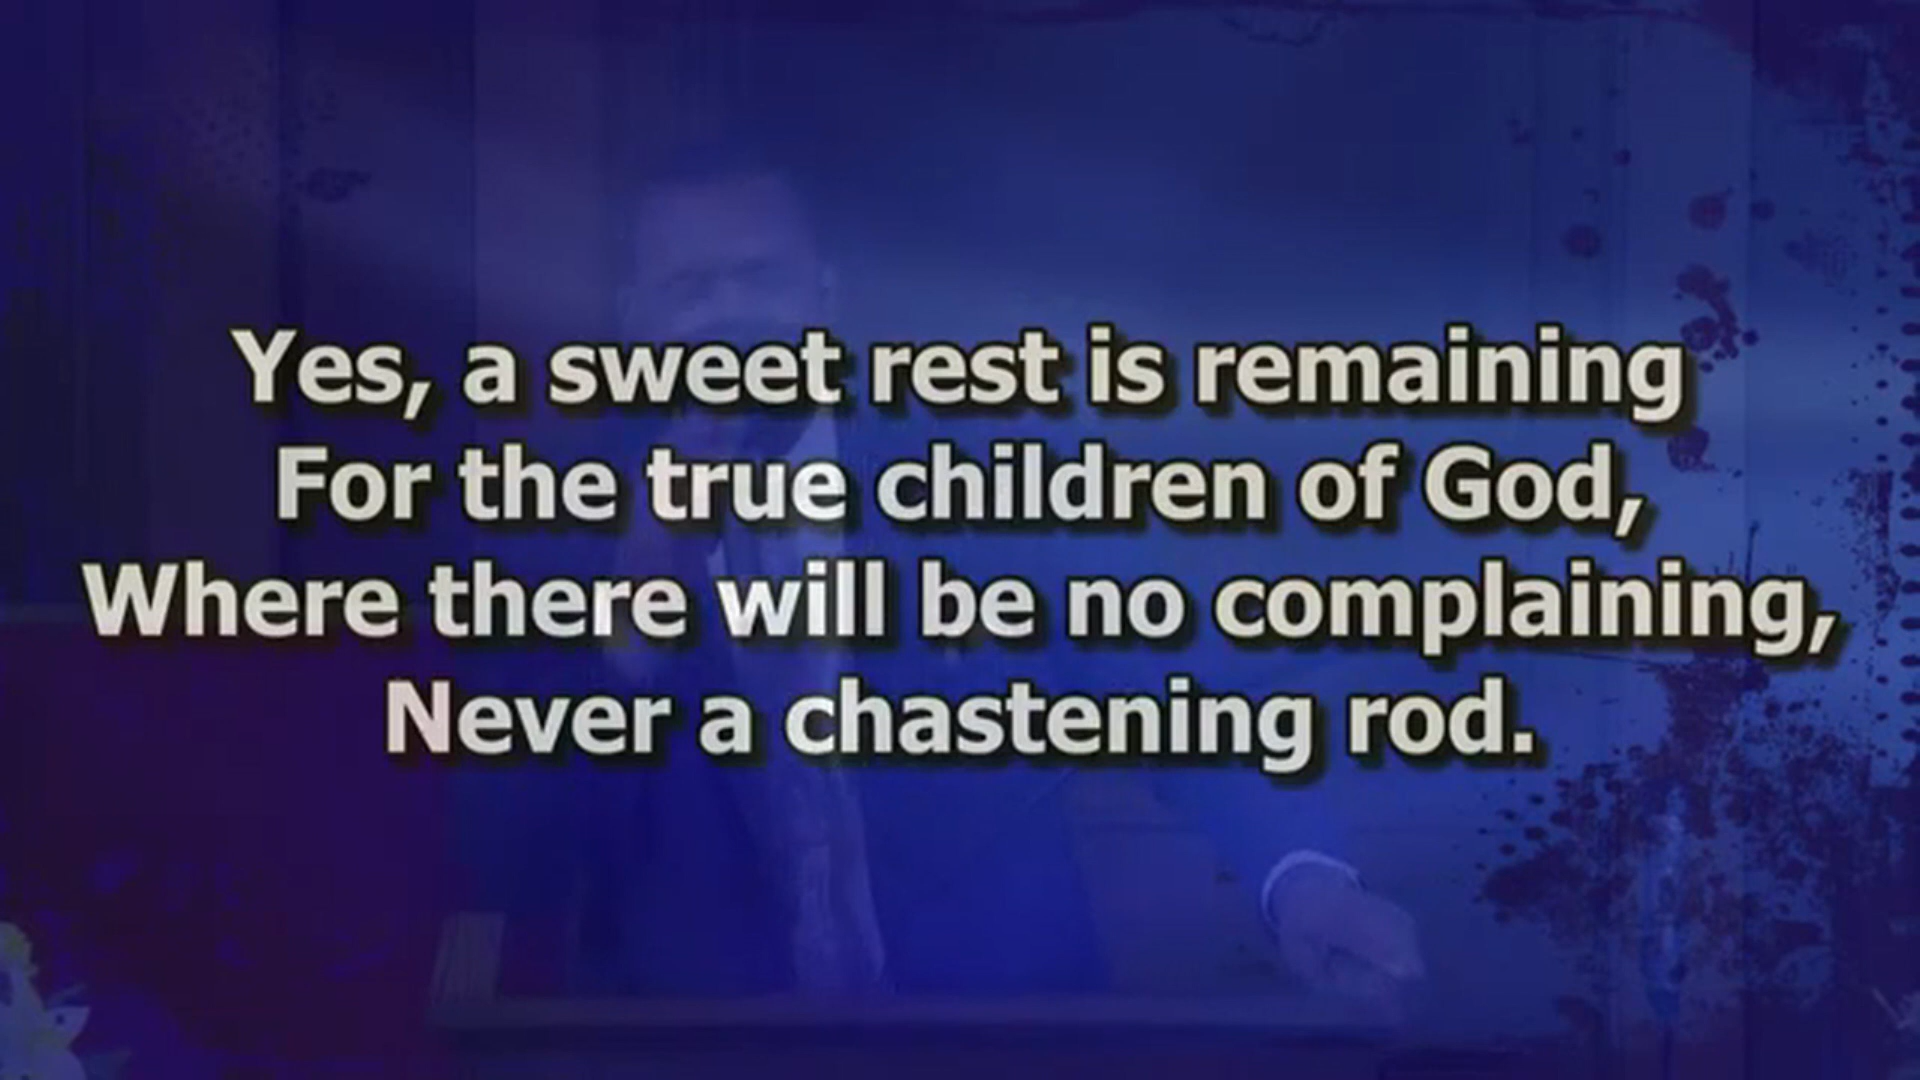 Yes, a sweet rest is remaining
For the true children of God,
Where there will be no complaining,
Never a chastening rod.